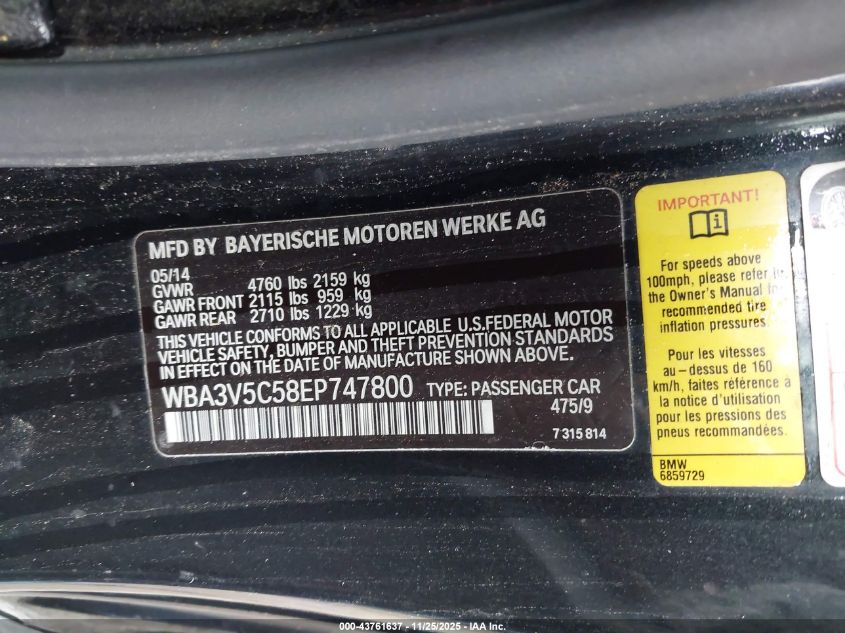 MFD BY BAYERISCHE MOTOREN WERKE AG
05/14
GVWR 4760 lbs 2159 kg
GAWR FRONT 2115 lbs 959 kg
GAWR REAR 2710 lbs 1229 kg
THIS VEHICLE CONFORMS TO ALL APPLICABLE U.S.FEDERAL MOTOR
VEHICLE SAFETY, BUMPER AND THEFT PREVENTION STANDARDS
IN EFFECT ON THE DATE OF MANUFACTURE SHOWN ABOVE.
WBA3V5C58EP747800 TYPE: PASSENGER CAR
475/9
7 315 814
IMPORTANT!
For speeds above
100mph, please refer to
the Owner's Manual for
recommended tire
inflation pressures.
Pour les vitesses
au-dessus de 160
km/h, faites référence à
la notice d'utilisation
pour les pressions des
pneus recommandées.
BMW
6859729
000-43761637 - 11/25/2025 - IAA, Inc.